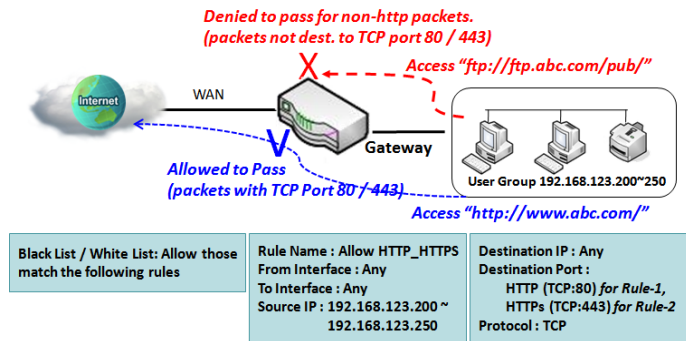 Denied to pass for non-http packets.
(packets not dest. to TCP port 80 / 443)
Access “ftp://ftp.abc.com/pub/”
X
Internet
WAN
Gateway
V
Allowed to Pass
(packets with TCP Port 80 / 443)
User Group 192.168.123.200~250
Access “http://www.abc.com/”
Black List / White List: Allow those
match the following rules
Rule Name : Allow HTTP_HTTPS
From Interface : Any
To Interface : Any
Source IP : 192.168.123.200 ~
192.168.123.250
Destination IP : Any
Destination Port :
HTTP (TCP:80) for Rule-1,
HTTPs (TCP:443) for Rule-2
Protocol : TCP